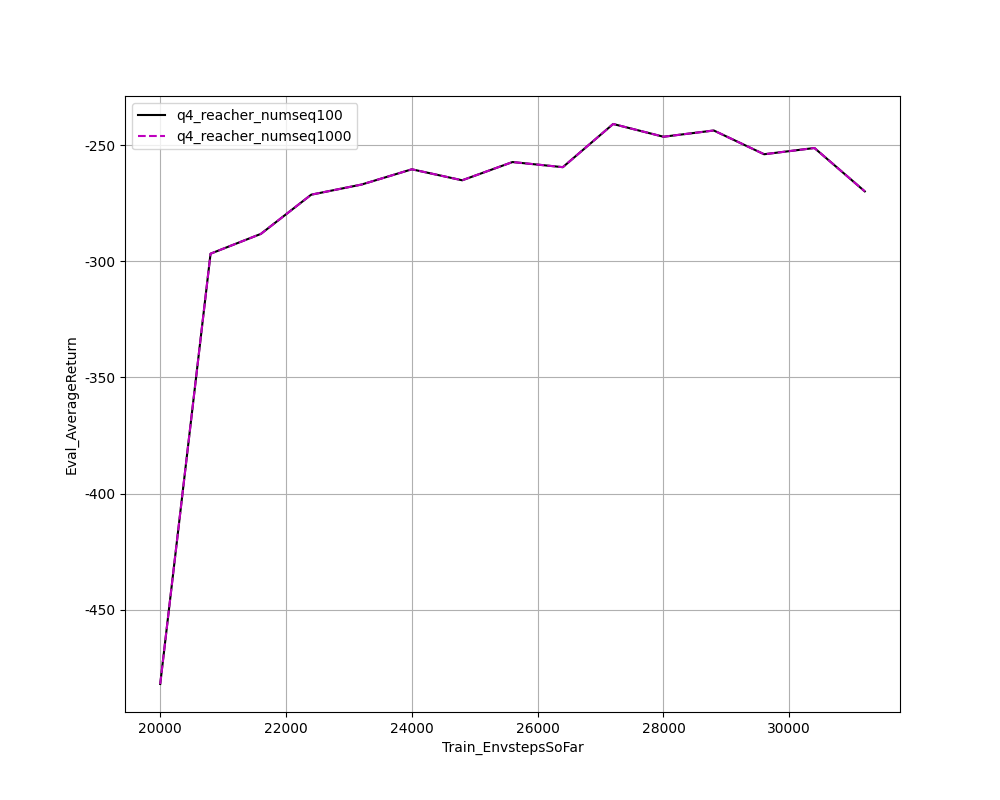 q4_reacher_numseq100
q4_reacher_numseq1000
-250
-300
-350
-400
-450
Eval_AverageReturn
20000 22000 24000 26000 28000 30000
Train_EnvstepsSoFar